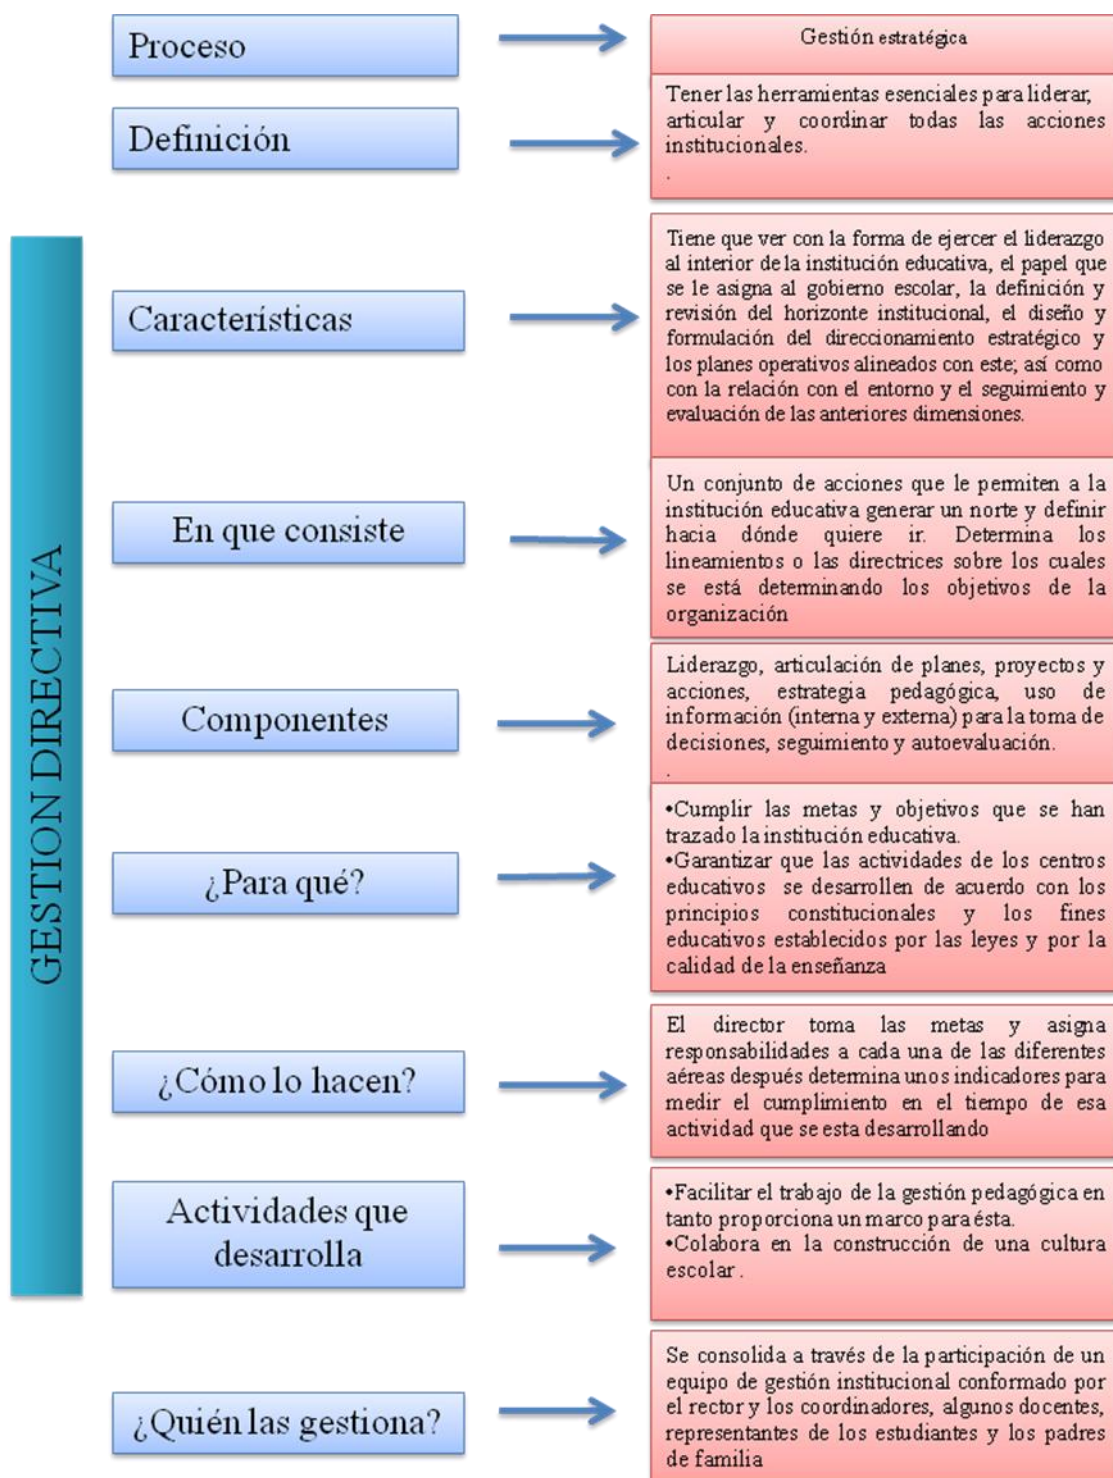 GESTION DIRECTIVA
Proceso
Gestión estratégica
Definición
Tener las herramientas esenciales para liderar,
articular y coordinar todas las acciones
institucionales.
.
Característicás
Tiene que ver con la forma de ejercer el liderazgo
al interior de la institución educativa, el papel que
se le asigna al gobierno escolar, la definición y
revisión del horizonte institucional, el diseño y
formulación del direccionamiento estratégico y
los planes operativos alineados con este; así como
con la relación con el entorno y el seguimiento y
evaluación de las anteriores dimensiones.
En que consiste
Un conjunto de acciones que le permiten a la
institución educativa generar un norte y definir
hacia dónde quiere ir. Determina los
lineamientos o las directrices sobre los cuales
se está determinando los objetivos de la
organización
Componentes
Liderazgo, articulación de planes, proyectos y
acciones, estrategia pedagógica, uso de
información (interna y externa) para la toma de
decisiones, seguimiento y autoevaluación.
.
¿Para qué?
•Cumplir las metas y objetivos que se han
trazado la institución educativa.
•Garantizar que las actividades de los centros
educativos se desarrollen de acuerdo con los
principios constitucionales y los fines
educativos establecidos por las leyes y por la
calidad de la enseñanza
¿Cómo lo hacen?
El director toma las metas y asigna
responsabilidades a cada una de las diferentes
aéreas después determina unos indicadores para
medir el cumplimiento en el tiempo de esa
actividad que se esta desarrollando
Actividades que
desarrolla
•Facilitar el trabajo de la gestión pedagógica en
tanto proporciona un marco para ésta.
•Colabora en la construcción de una cultura
escolar .
¿Quién las gestiona?
Se consolida a través de la participación de un
equipo de gestión institucional conformado por
el rector y los coordinadores, algunos docentes,
representantes de los estudiantes y los padres
de familia